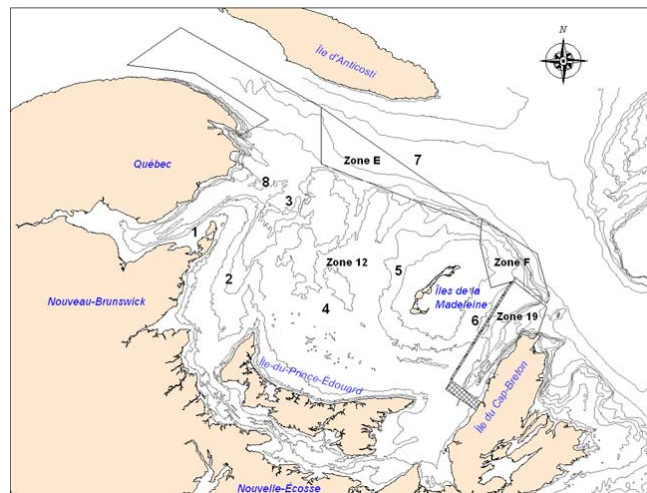 N
Île d'Anticosti
Québec
Zone E
7
8
3
1
Zone 12
5
Zone F
2
Îles de la
Madeleine
Nouveau-Brunswick
4
6
Zone 19
Île-du-Prince-Édouard
Île du Cap-Breton
Nouvelle-Écosse